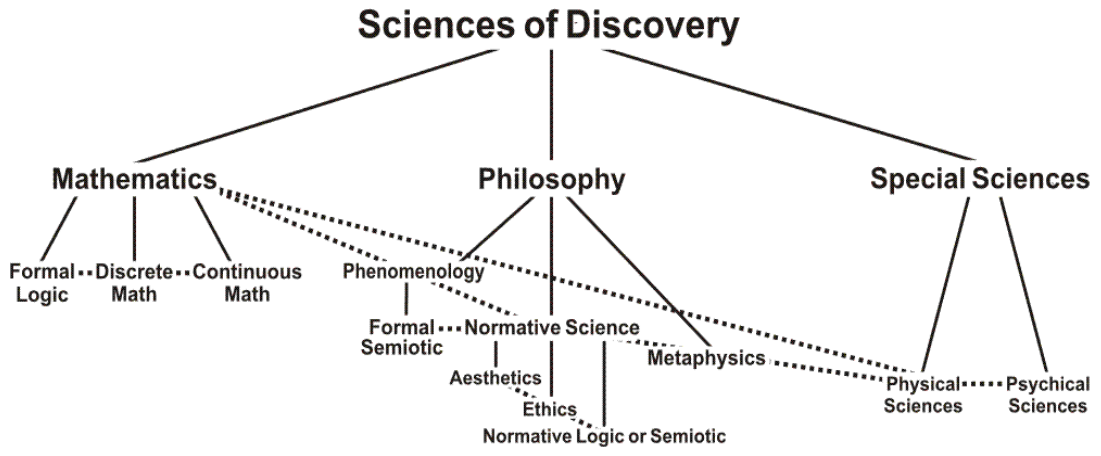 Sciences of Discovery
Mathematics
Philosophy
Special Sciences
Formal
Logic
Discrete
Math
Continuous
Math
Phenomenology
Formal
Semiotic
Normative Science
Metaphysics
Aesthetics
Ethics
Normative Logic or Semiotic
Physical
Sciences
Psychical
Sciences